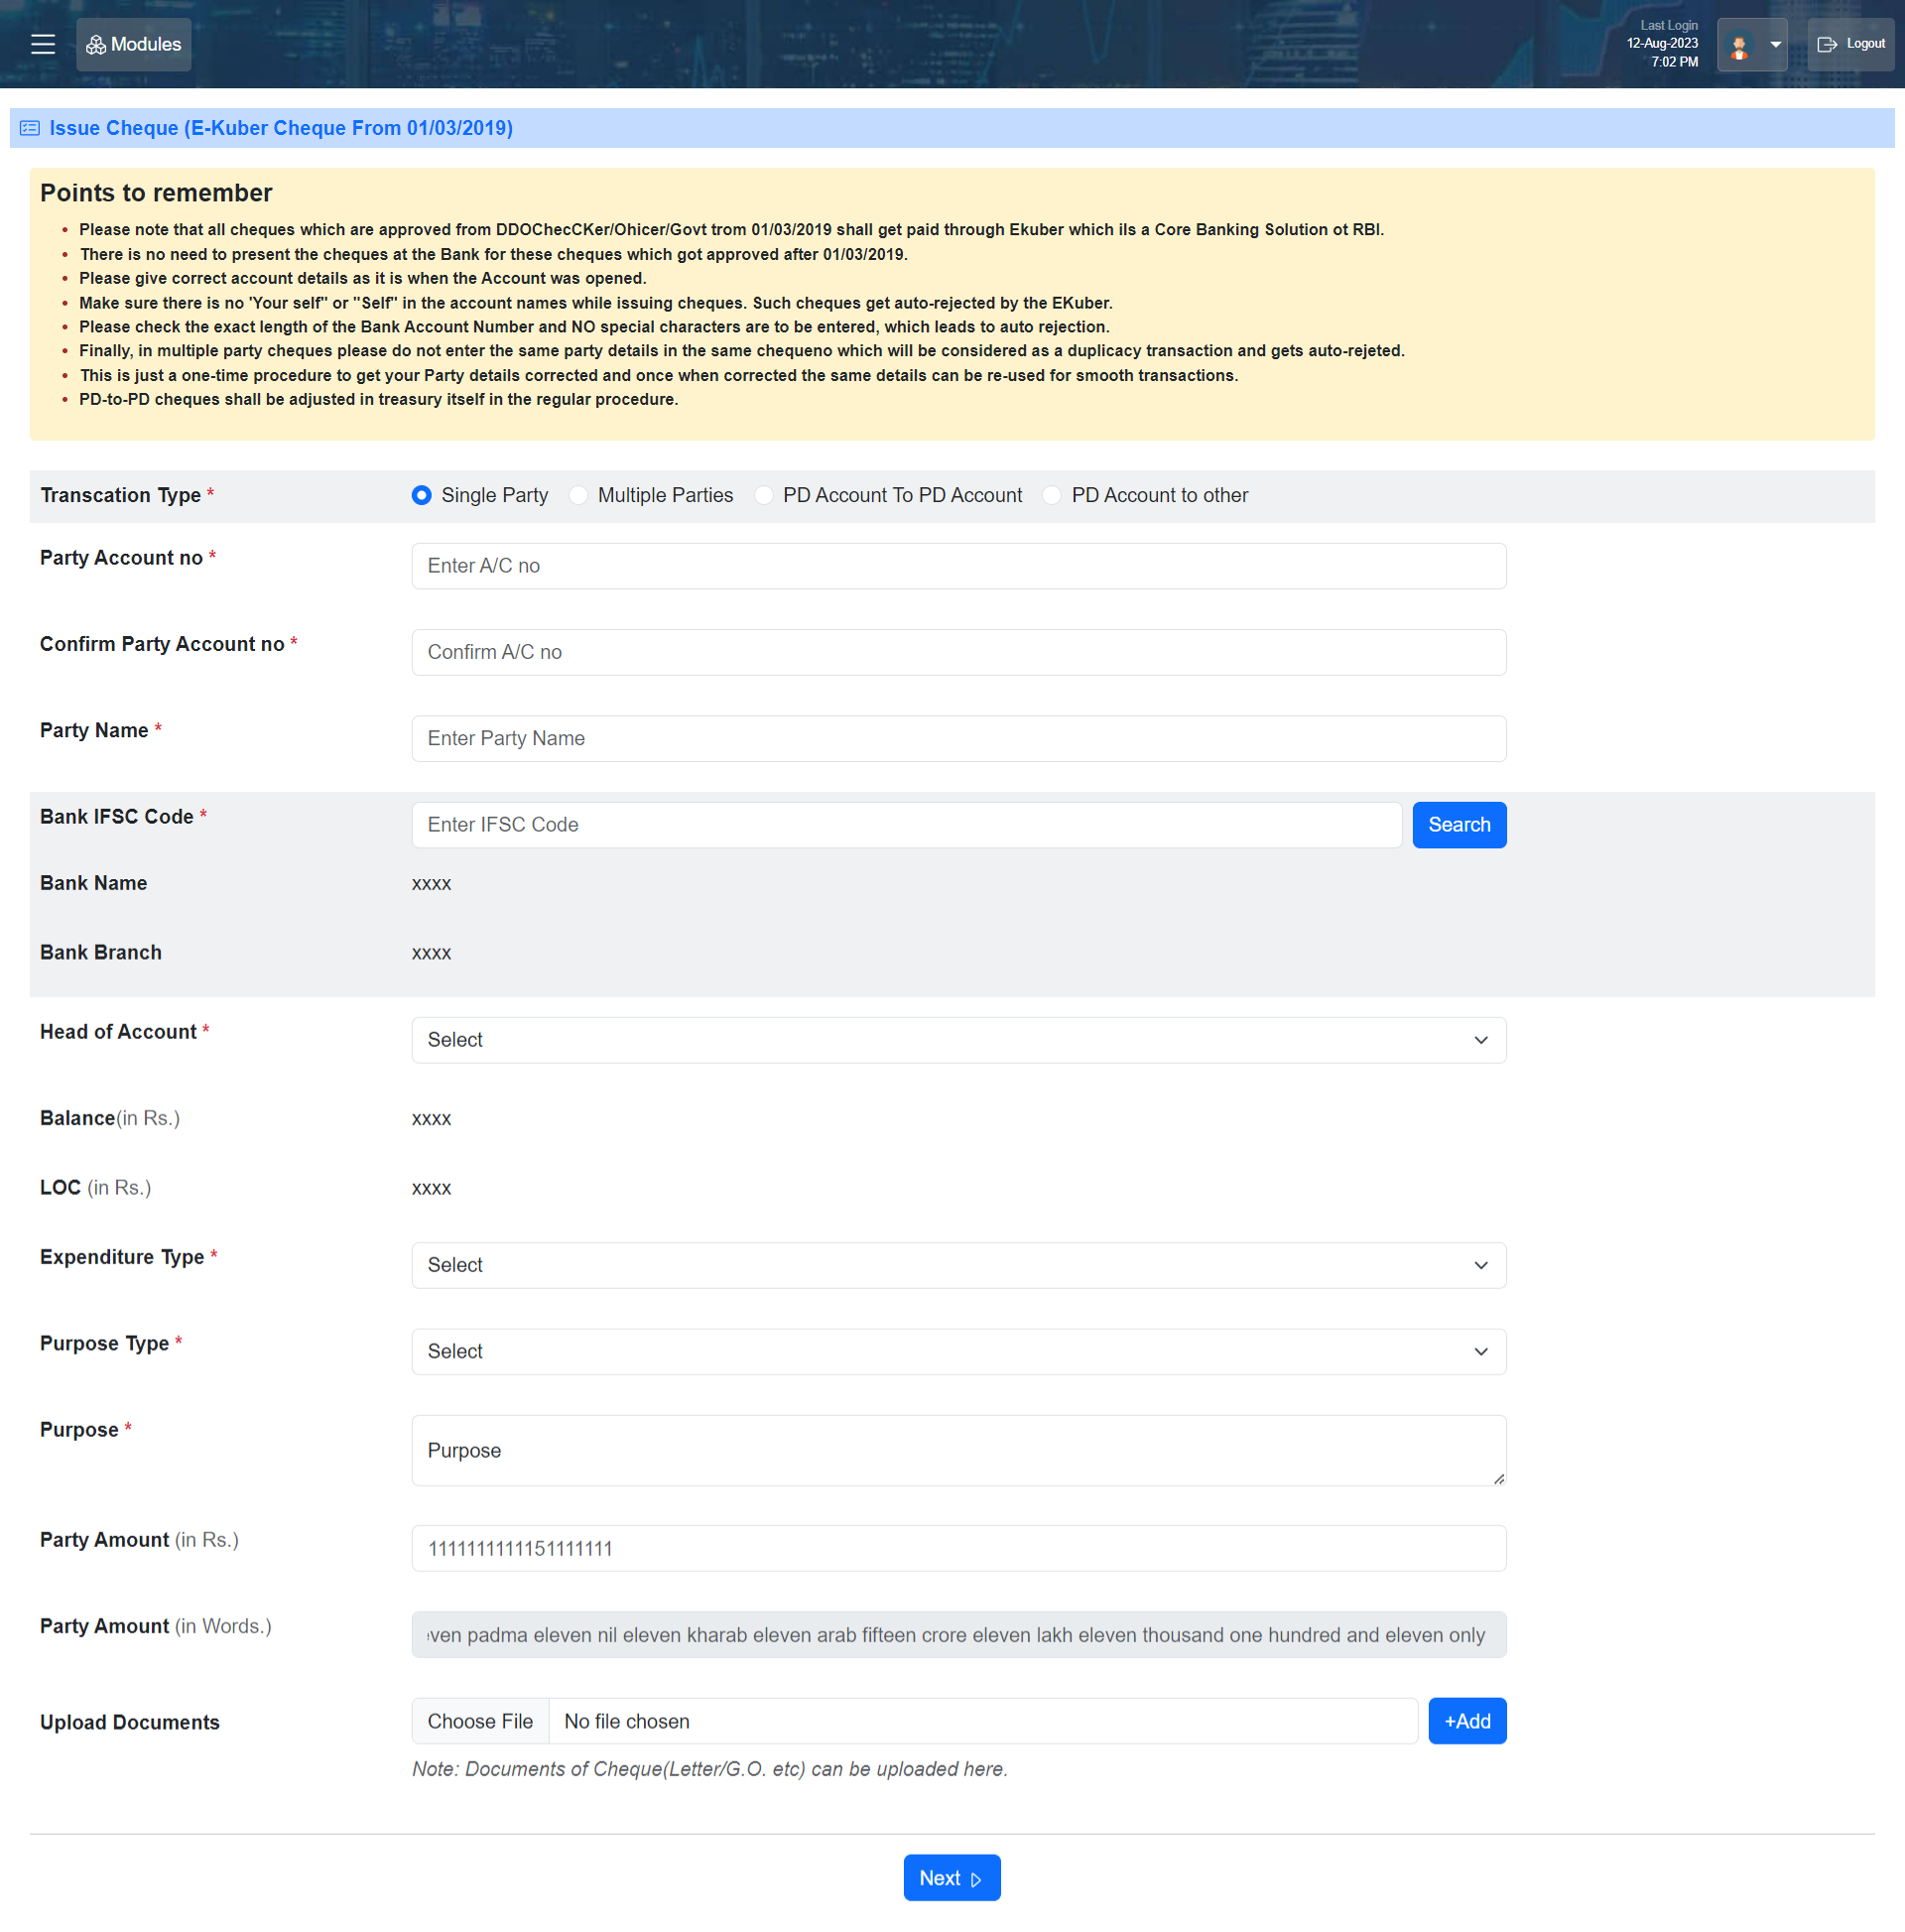 Modules
Last Login
12-Aug-2023
7:02 PM
Logout
Issue Cheque (E-Kuber Cheque From 01/03/2019)
Points to remember
• Please note that all cheques which are approved from DDOChecCKer/Ohicer/Govt trom 01/03/2019 shall get paid through Ekuber which ils a Core Banking Solution ot RBI.
• There is no need to present the cheques at the Bank for these cheques which got approved after 01/03/2019.
• Please give correct account details as it is when the Account was opened.
• Make sure there is no 'Your self" or "Self" in the account names while issuing cheques. Such cheques get auto-rejected by the EKuber.
• Please check the exact length of the Bank Account Number and NO special characters are to be entered, which leads to auto rejection.
• Finally, in multiple party cheques please do not enter the same party details in the same chequeno which will be considered as a duplicacy transaction and gets auto-rejeted.
• This is just a one-time procedure to get your Party details corrected and once when corrected the same details can be re-used for smooth transactions.
• PD-to-PD cheques shall be adjusted in treasury itself in the regular procedure.
Transcation Type * Single Party Multiple Parties PD Account To PD Account PD Account to other
Party Account no * Enter A/C no
Confirm Party Account no * Confirm A/C no
Party Name * Enter Party Name
Bank IFSC Code * Enter IFSC Code Search
Bank Name xxxx
Bank Branch xxxx
Head of Account * Select
Balance(in Rs.) xxxx
LOC (in Rs.) xxxx
Expenditure Type * Select
Purpose Type * Select
Purpose * Purpose
Party Amount (in Rs.) 1111111111151111111
Party Amount (in Words.) ven padma eleven nil eleven kharab eleven arab fifteen crore eleven lakh eleven thousand one hundred and eleven only
Upload Documents Choose File No file chosen +Add
Note: Documents of Cheque(Letter/G.O. etc) can be uploaded here.
Next